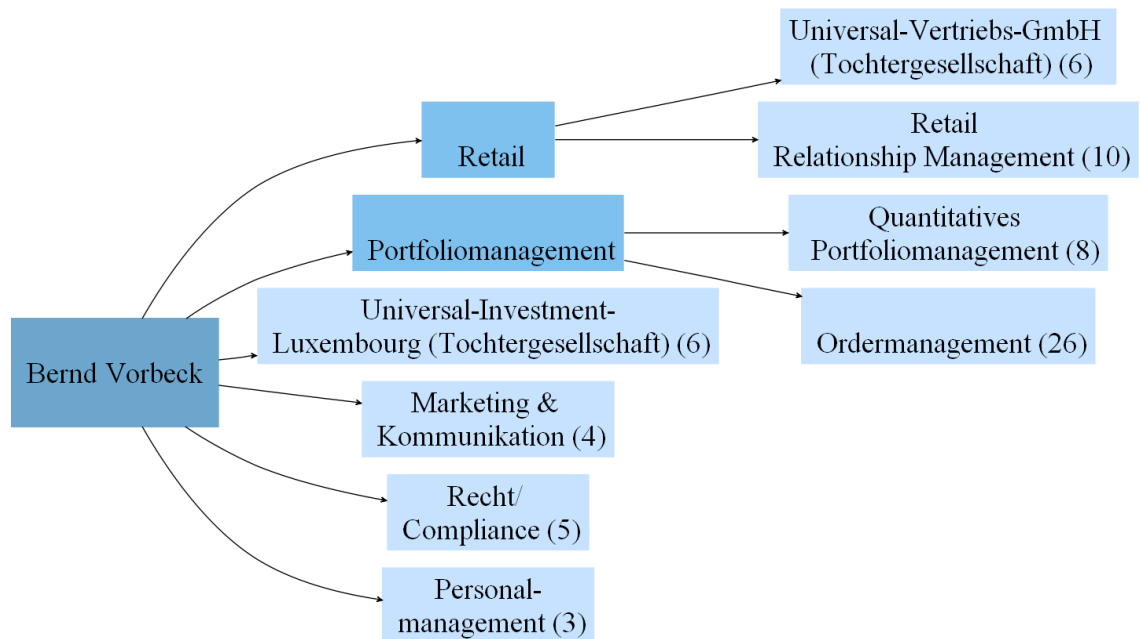 Universal-Vertriebs-GmbH
(Tochtergesellschaft) (6)
Retail
Retail
Relationship Management (10)
Portfoliomanagement
Quantitatives
Portfoliomanagement (8)
Universal-Investment-
Luxembourg (Tochtergesellschaft) (6)
Ordermanagement (26)
Bernd Vorbeck
Marketing &
Kommunikation (4)
Recht/
Compliance (5)
Personal-
management (3)